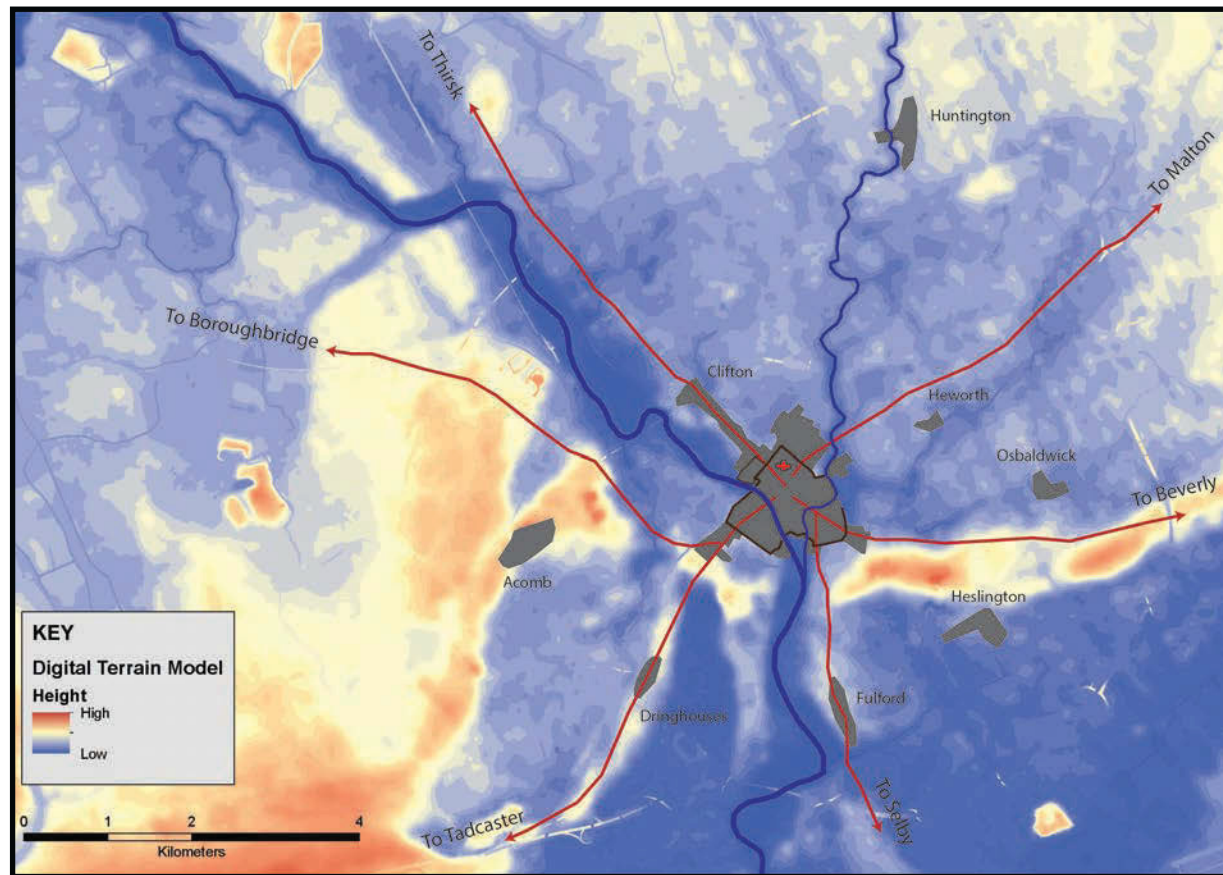 To Thirsk
Huntington
To Malton
To Boroughbridge
Clifton
Heworth
Osbaldwick
To Beverly
Acomb
Heslington
KEY
Digital Terrain Model
Height
High
Low
Dringhouses
Fulford
To Selby
To Tadcaster
0 1 2 4
Kilometers